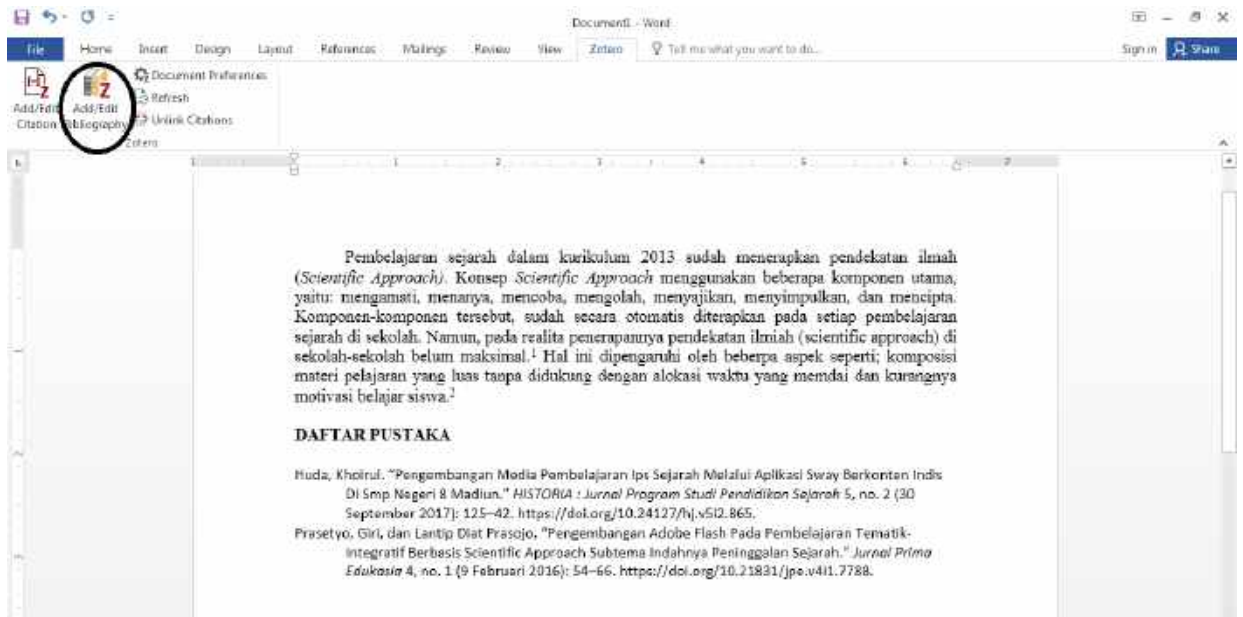 Document1 - Word
File Home Insert Design Layout References Mailings Review View Zotero Tell me what you want to do... Sign in Share
Add/Edit Citation
Add/Edit Bibliography
Document Preferences
Refresh
Unlink Citations
Zotero
1 1 2 3 4 5 6 7
Pembelajaran sejarah dalam kurikulum 2013 sudah menerapkan pendekatan ilmah
(Scientific Approach). Konsep Scientific Approach menggunakan beberapa komponen utama,
yaitu: mengamati, menanya, mencoba, mengolah, menyajikan, menyimpulkan, dan mencipta.
Komponen-komponen tersebut, sudah secara otomatis diterapkan pada setiap pembelajaran
sejarah di sekolah. Namun, pada realita penerapannya pendekatan ilmiah (scientific approach) di
sekolah-sekolah belum maksimal.1 Hal ini dipengaruhi oleh beberpa aspek seperti; komposisi
materi pelajaran yang luas tanpa didukung dengan alokasi waktu yang memdai dan kurangnya
motivasi belajar siswa.2
DAFTAR PUSTAKA
Huda, Khoirul. “Pengembangan Media Pembelajaran Ips Sejarah Melalui Aplikasi Sway Berkonten Indis
Di Smp Negeri 8 Madiun.” HISTORIA : Jurnal Program Studi Pendidikan Sejarah 5, no. 2 (30
September 2017): 125–42. https://doi.org/10.24127/hj.v5i2.865.
Prasetyo, Giri, dan Lantip Diat Prasojo. “Pengembangan Adobe Flash Pada Pembelajaran Tematik-
Integratif Berbasis Scientific Approach Subtema Indahnya Peninggalan Sejarah.” Jurnal Prima
Edukasia 4, no. 1 (9 Februari 2016): 54–66. https://doi.org/10.21831/jpe.v4i1.7788.